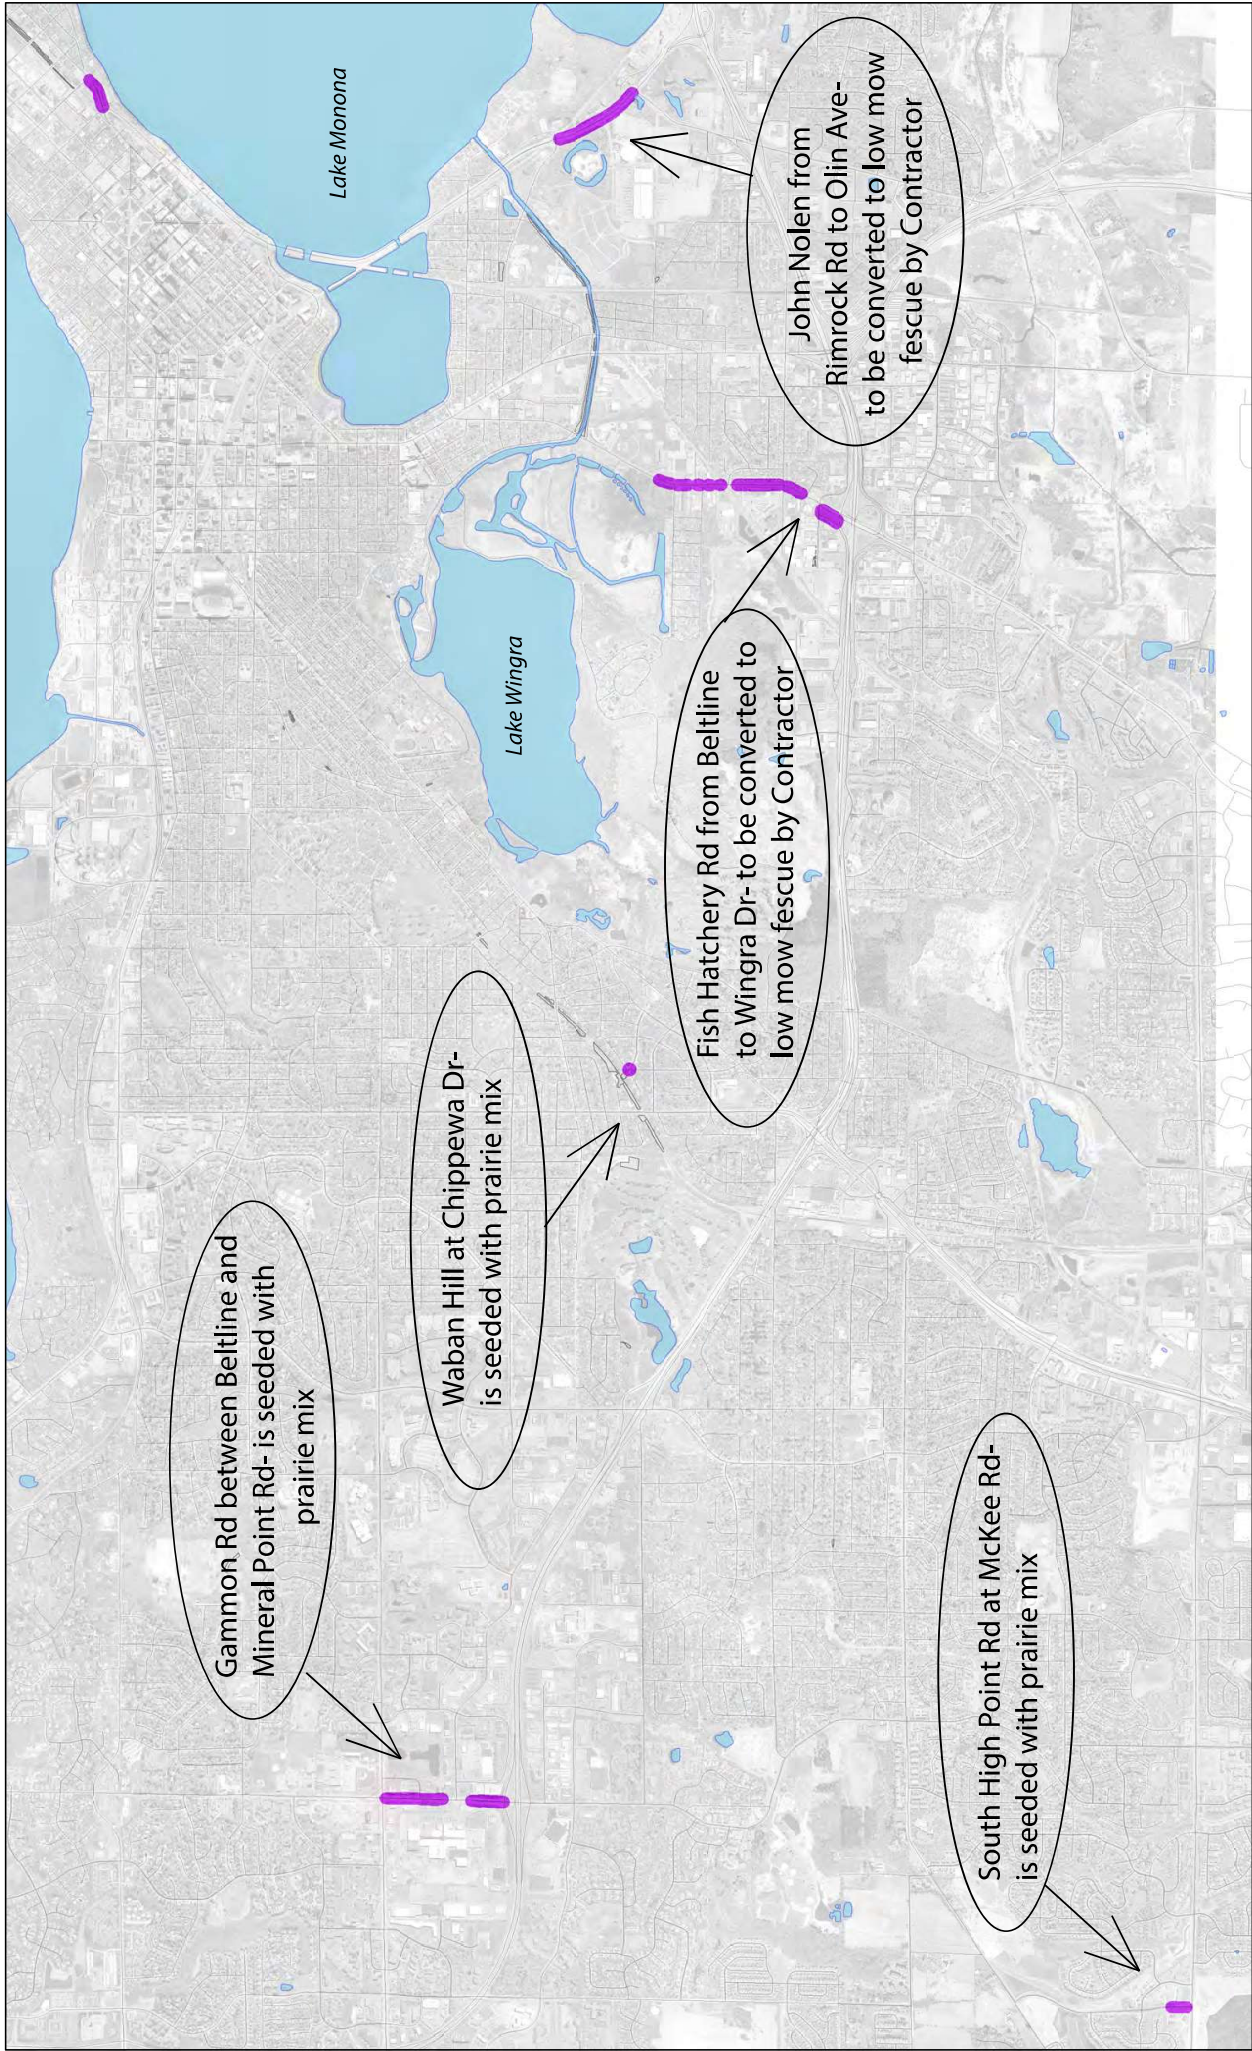 Gammon Rd between Beltline and
Mineral Point Rd- is seeded with
prairie mix
Waban Hill at Chippewa Dr-
is seeded with prairie mix
South High Point Rd at McKee Rd-
is seeded with prairie mix
Fish Hatchery Rd from Beltline
to Wingra Dr- to be converted to
low mow fescue by Contractor
John Nolen from
Rimrock Rd to Olin Ave-
to be converted to low mow
fescue by Contractor
Lake Wingra
Lake Monona